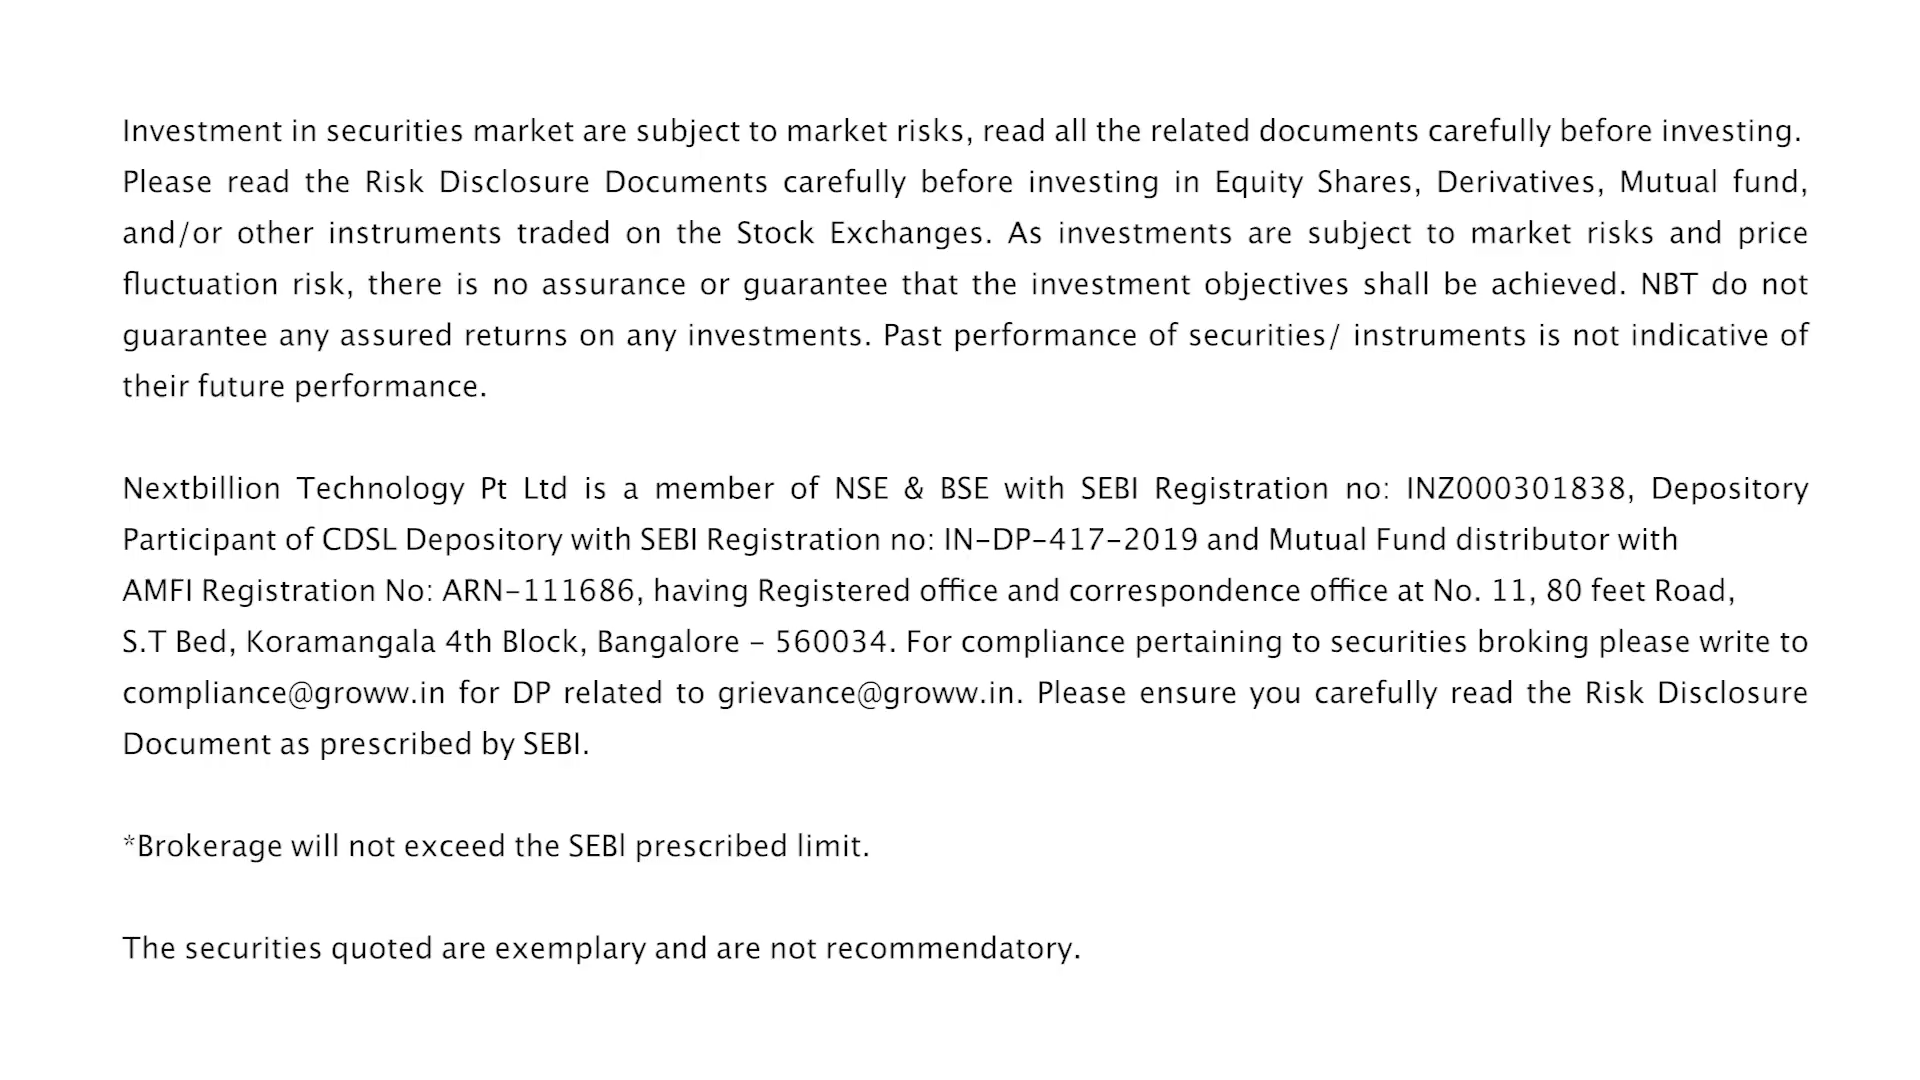 Investment in securities market are subject to market risks, read all the related documents carefully before investing.
Please read the Risk Disclosure Documents carefully before investing in Equity Shares, Derivatives, Mutual fund,
and/or other instruments traded on the Stock Exchanges. As investments are subject to market risks and price
fluctuation risk, there is no assurance or guarantee that the investment objectives shall be achieved. NBT do not
guarantee any assured returns on any investments. Past performance of securities/ instruments is not indicative of
their future performance.
Nextbillion Technology Pt Ltd is a member of NSE & BSE with SEBI Registration no: INZ000301838, Depository
Participant of CDSL Depository with SEBI Registration no: IN-DP-417-2019 and Mutual Fund distributor with
AMFI Registration No: ARN-111686, having Registered office and correspondence office at No. 11, 80 feet Road,
S.T Bed, Koramangala 4th Block, Bangalore - 560034. For compliance pertaining to securities broking please write to
compliance@groww.in for DP related to grievance@groww.in. Please ensure you carefully read the Risk Disclosure
Document as prescribed by SEBI.
*Brokerage will not exceed the SEBI prescribed limit.
The securities quoted are exemplary and are not recommendatory.